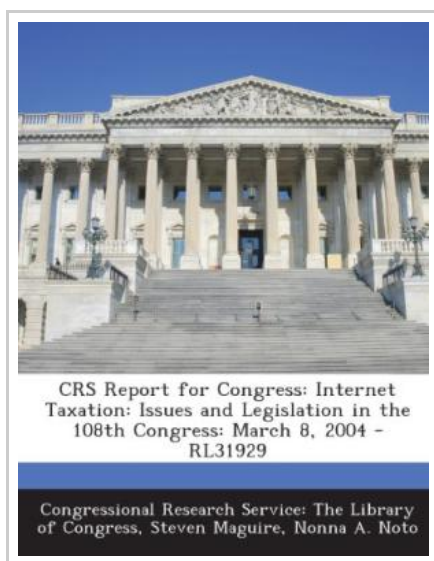 CRS Report for Congress: Internet
Taxation: Issues and Legislation in the
108th Congress: March 8, 2004 -
RL31929
Congressional Research Service: The Library
of Congress, Steven Maguire, Nonna A. Noto